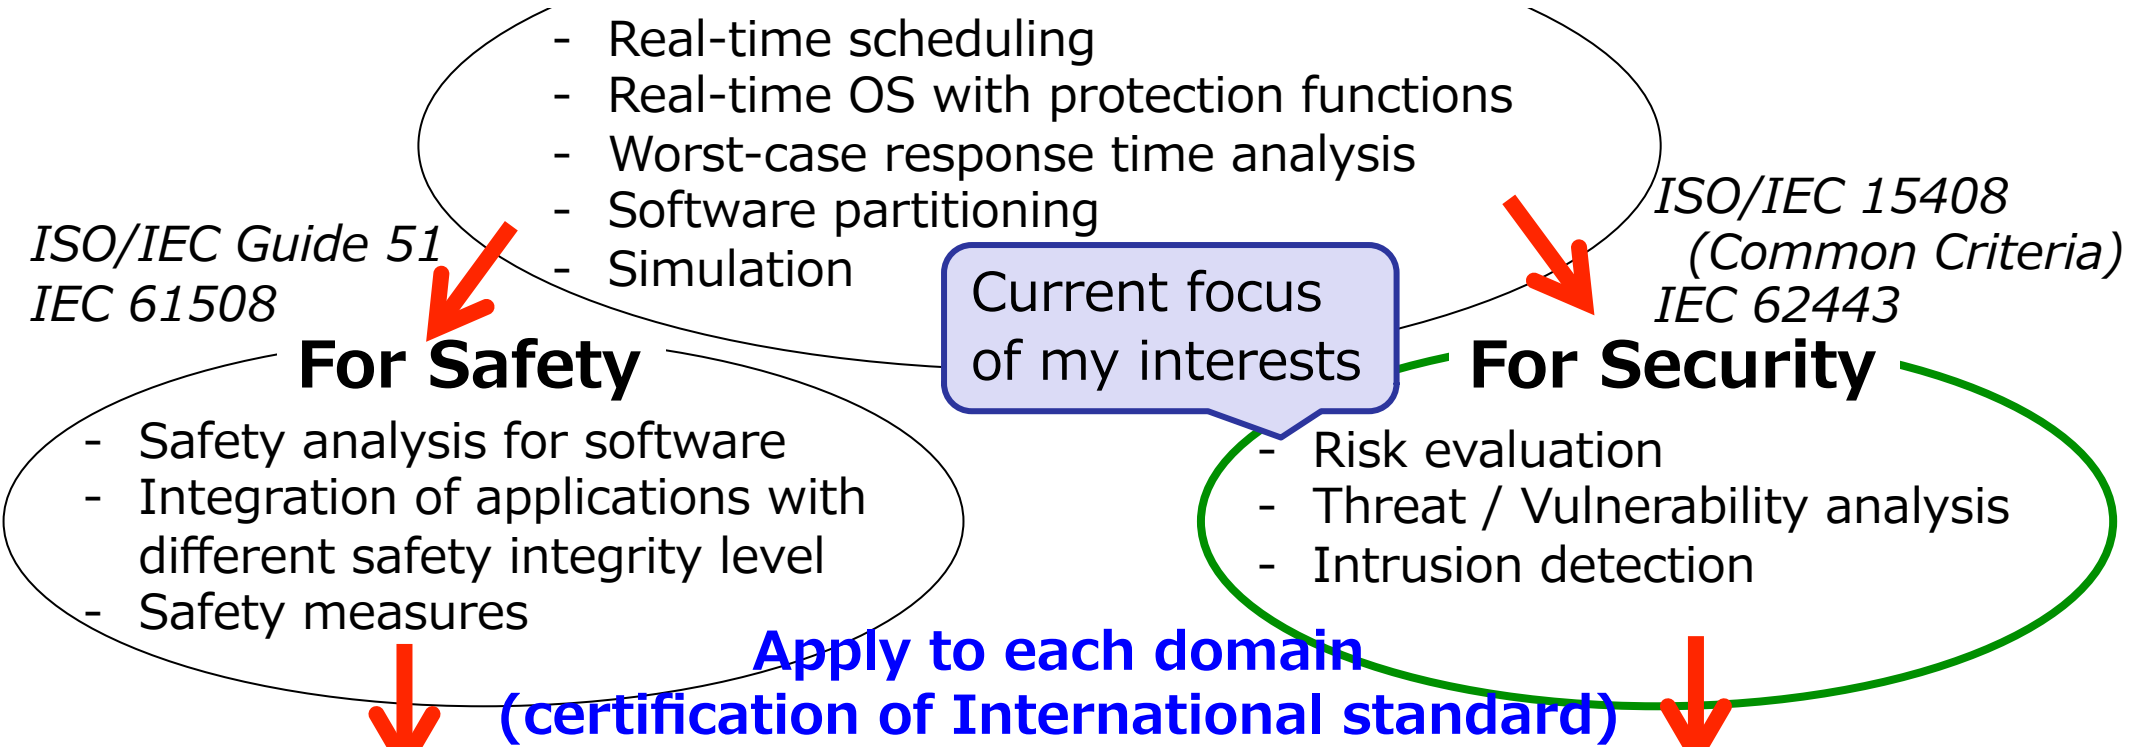 - Real-time scheduling
- Real-time OS with protection functions
- Worst-case response time analysis
- Software partitioning
- Simulation
ISO/IEC Guide 51
IEC 61508
ISO/IEC 15408
(Common Criteria)
IEC 62443
Current focus
of my interests
For Safety
- Safety analysis for software
- Integration of applications with
different safety integrity level
- Safety measures
For Security
- Risk evaluation
- Threat / Vulnerability analysis
- Intrusion detection
Apply to each domain
(certification of International standard)